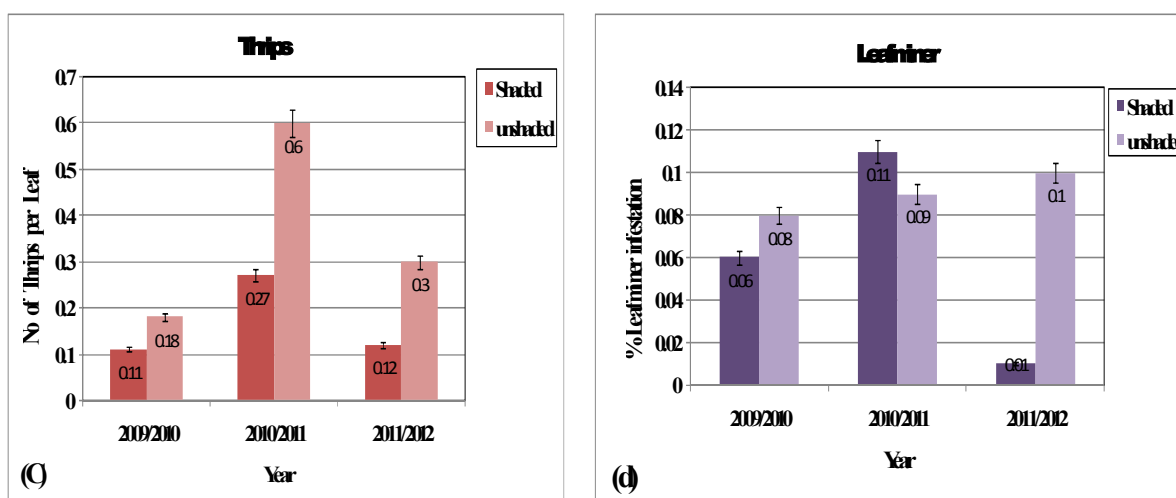 Thrips
0.7
0.6
0.5
0.4
0.3
0.2
0.1
0
No of Thrips per Leaf
Shaded
unshaded
0.11
0.18
0.27
0.6
0.12
0.3
2009/2010
2010/2011
2011/2012
Year
(C)
Leafminer
0.14
0.12
0.1
0.08
0.06
0.04
0.02
0
% Leafminer infestation
Shaded
unshaded
0.06
0.08
0.11
0.09
0.01
0.1
2009/2010
2010/2011
2011/2012
Year
(d)